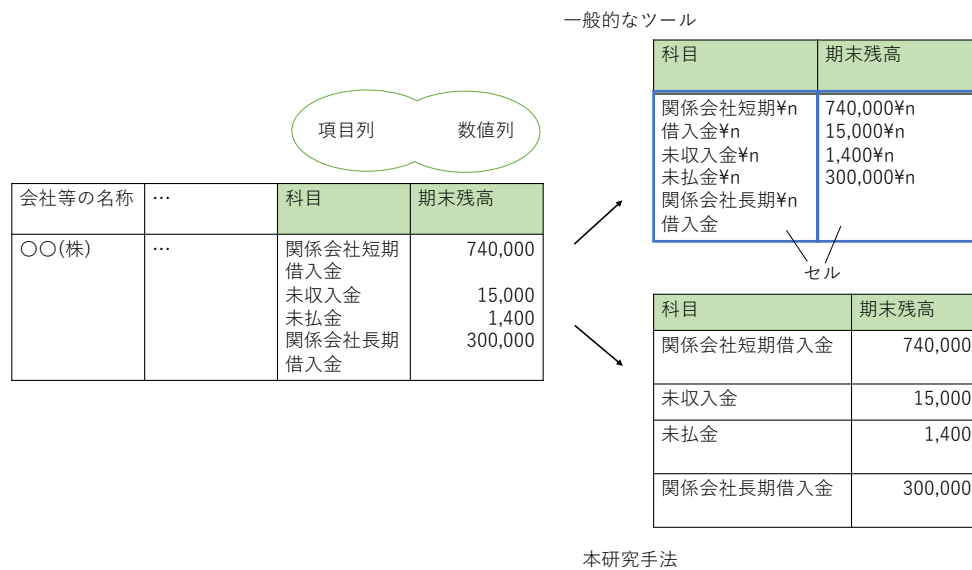 一般的なツール
科目 期末残高
関係会社短期¥n 740,000¥n
借入金¥n 15,000¥n
未収入金¥n 1,400¥n
未払金¥n 300,000¥n
関係会社長期¥n
借入金
セル
項目列 数値列
会社等の名称 … 科目 期末残高
〇〇(株) … 関係会社短期 740,000
借入金
未収入金 15,000
未払金 1,400
関係会社長期 300,000
借入金
科目 期末残高
関係会社短期借入金 740,000
未収入金 15,000
未払金 1,400
関係会社長期借入金 300,000
本研究手法